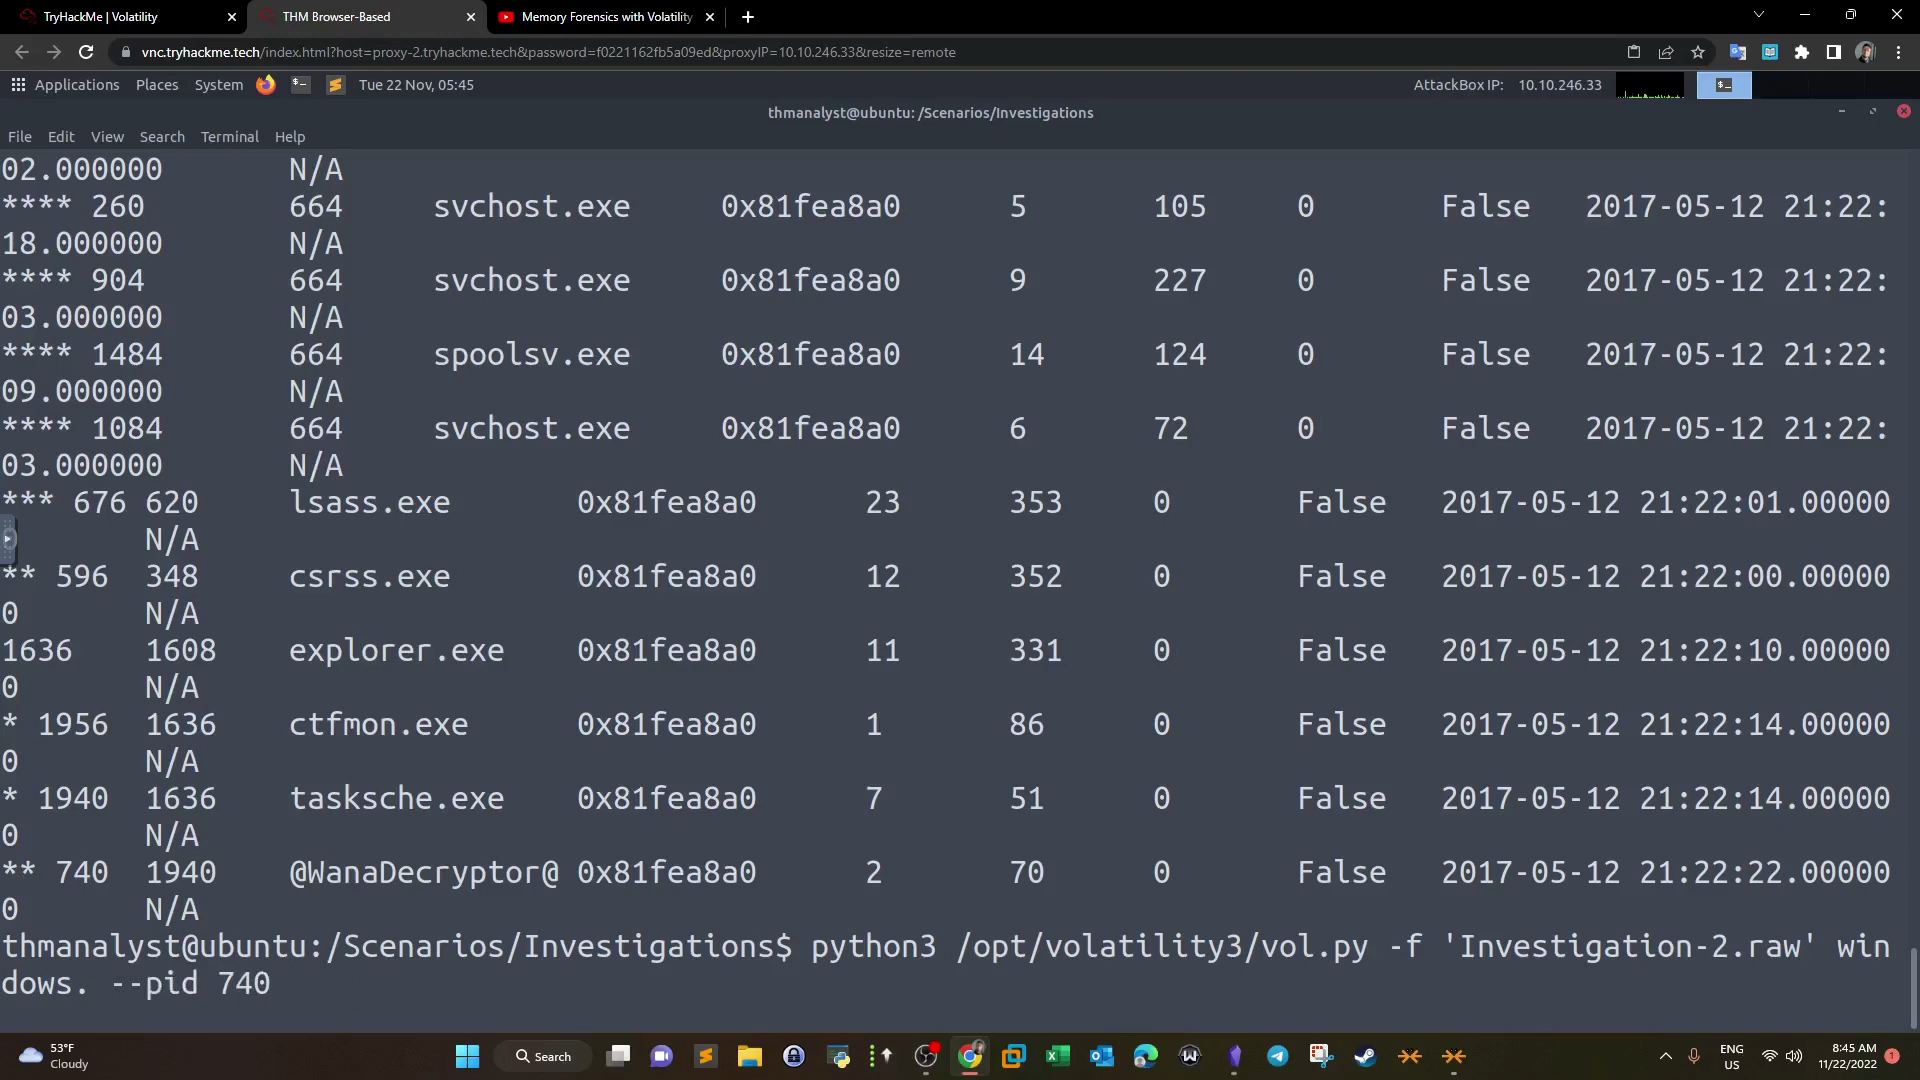 TryHackMe | Volatility
THM Browser-Based
Memory Forensics with Volatility
vnc.tryhackme.tech/index.html?host=proxy-2.tryhackme.tech&password=f0221162fb5a09ed&proxyIP=10.10.246.33&resize=remote
Applications Places System Tue 22 Nov, 05:45 AttackBox IP: 10.10.246.33
thmanalyst@ubuntu: /Scenarios/Investigations
File Edit View Search Terminal Help
02.000000 N/A
**** 260 664 svchost.exe 0x81fea8a0 5 105 0 False 2017-05-12 21:22:
18.000000 N/A
**** 904 664 svchost.exe 0x81fea8a0 9 227 0 False 2017-05-12 21:22:
03.000000 N/A
**** 1484 664 spoolsv.exe 0x81fea8a0 14 124 0 False 2017-05-12 21:22:
09.000000 N/A
**** 1084 664 svchost.exe 0x81fea8a0 6 72 0 False 2017-05-12 21:22:
03.000000 N/A
*** 676 620 lsass.exe 0x81fea8a0 23 353 0 False 2017-05-12 21:22:01.00000
N/A
** 596 348 csrss.exe 0x81fea8a0 12 352 0 False 2017-05-12 21:22:00.00000
0 N/A
1636 1608 explorer.exe 0x81fea8a0 11 331 0 False 2017-05-12 21:22:10.00000
0 N/A
* 1956 1636 ctfmon.exe 0x81fea8a0 1 86 0 False 2017-05-12 21:22:14.00000
0 N/A
* 1940 1636 tasksche.exe 0x81fea8a0 7 51 0 False 2017-05-12 21:22:14.00000
0 N/A
** 740 1940 @WanaDecryptor@ 0x81fea8a0 2 70 0 False 2017-05-12 21:22:22.00000
0 N/A
thmanalyst@ubuntu:/Scenarios/Investigations$ python3 /opt/volatility3/vol.py -f 'Investigation-2.raw' win
dows. --pid 740
53°F
Cloudy
Search
ENG
US
8:45 AM
11/22/2022
1